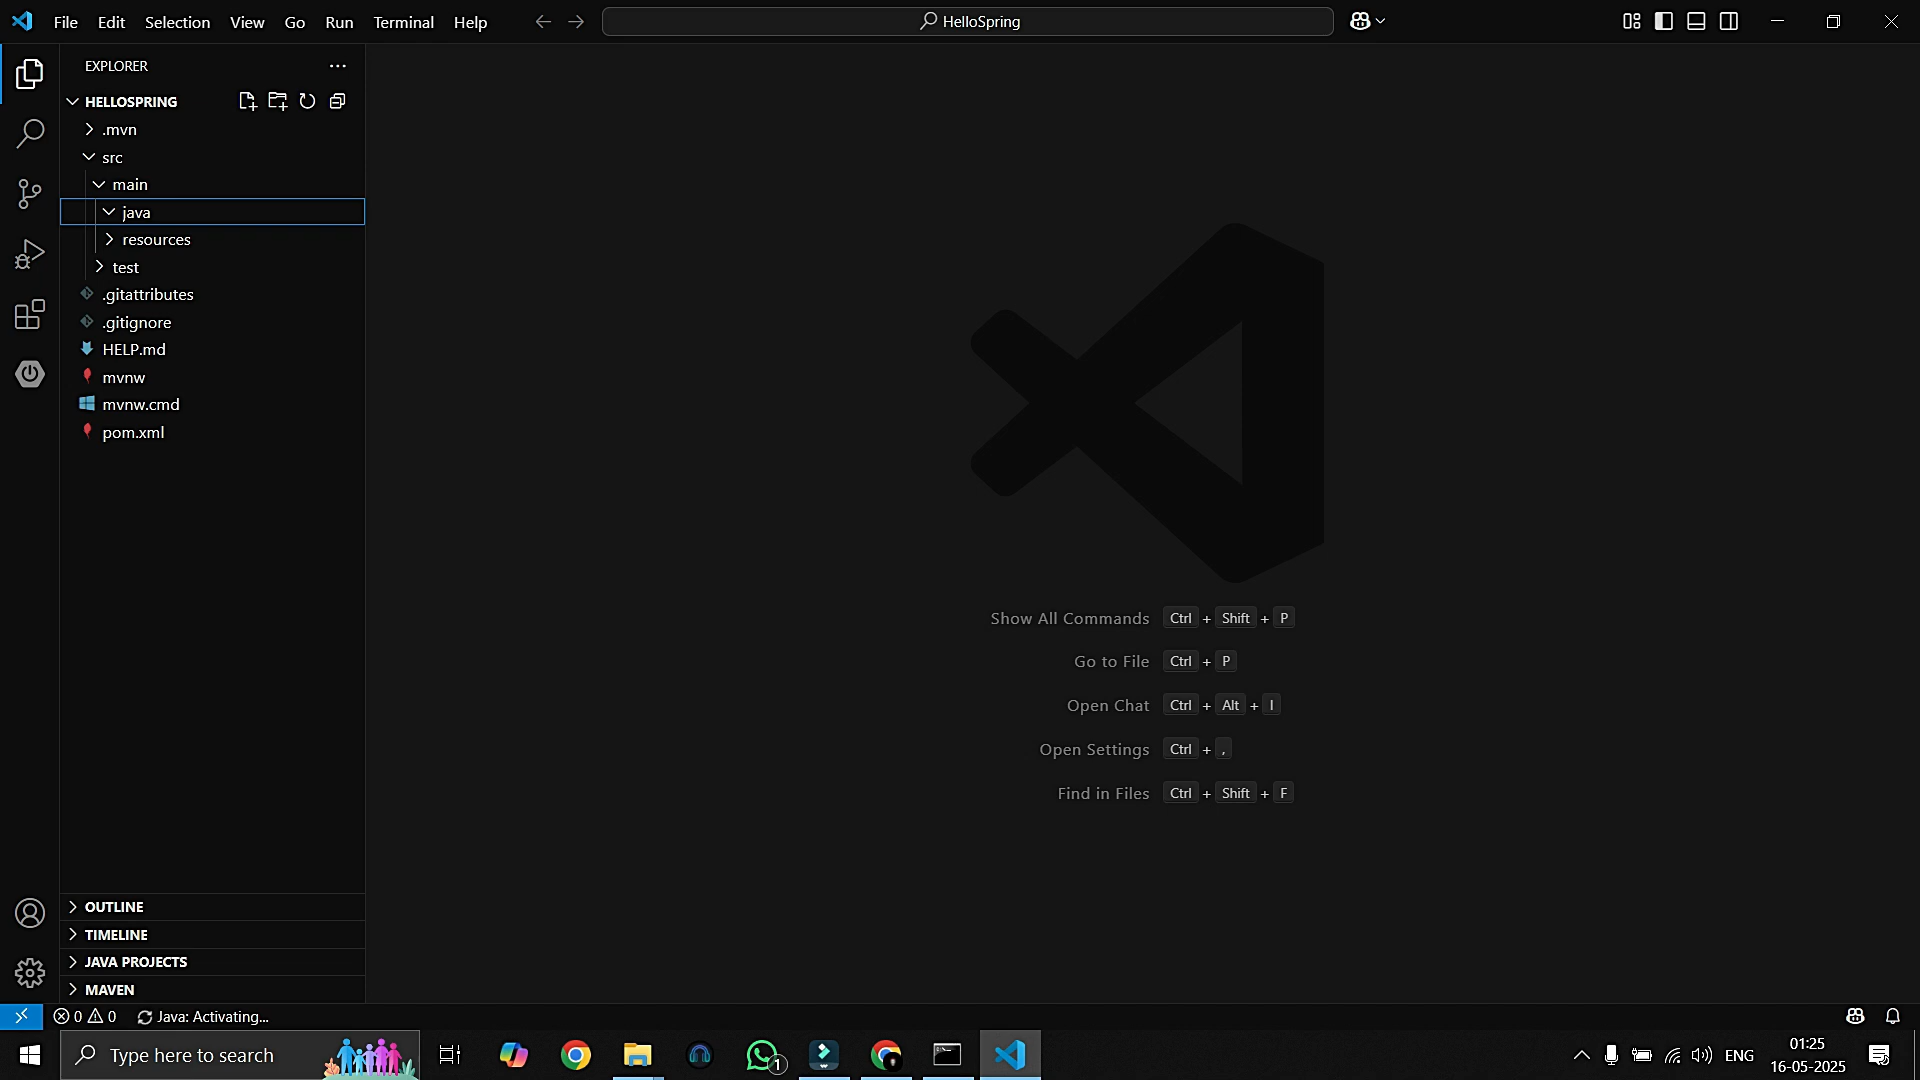 File Edit Selection View Go Run Terminal Help
HelloSpring
EXPLORER
HELLOSPRING
.mvn
src
main
java
resources
test
.gitattributes
.gitignore
HELP.md
mvnw
mvnw.cmd
pom.xml
Show All Commands Ctrl + Shift + P
Go to File Ctrl + P
Open Chat Ctrl + Alt + I
Open Settings Ctrl + ,
Find in Files Ctrl + Shift + F
OUTLINE
TIMELINE
JAVA PROJECTS
MAVEN
0 0 Java: Activating...
Type here to search
1
ENG
01:25
16-05-2025